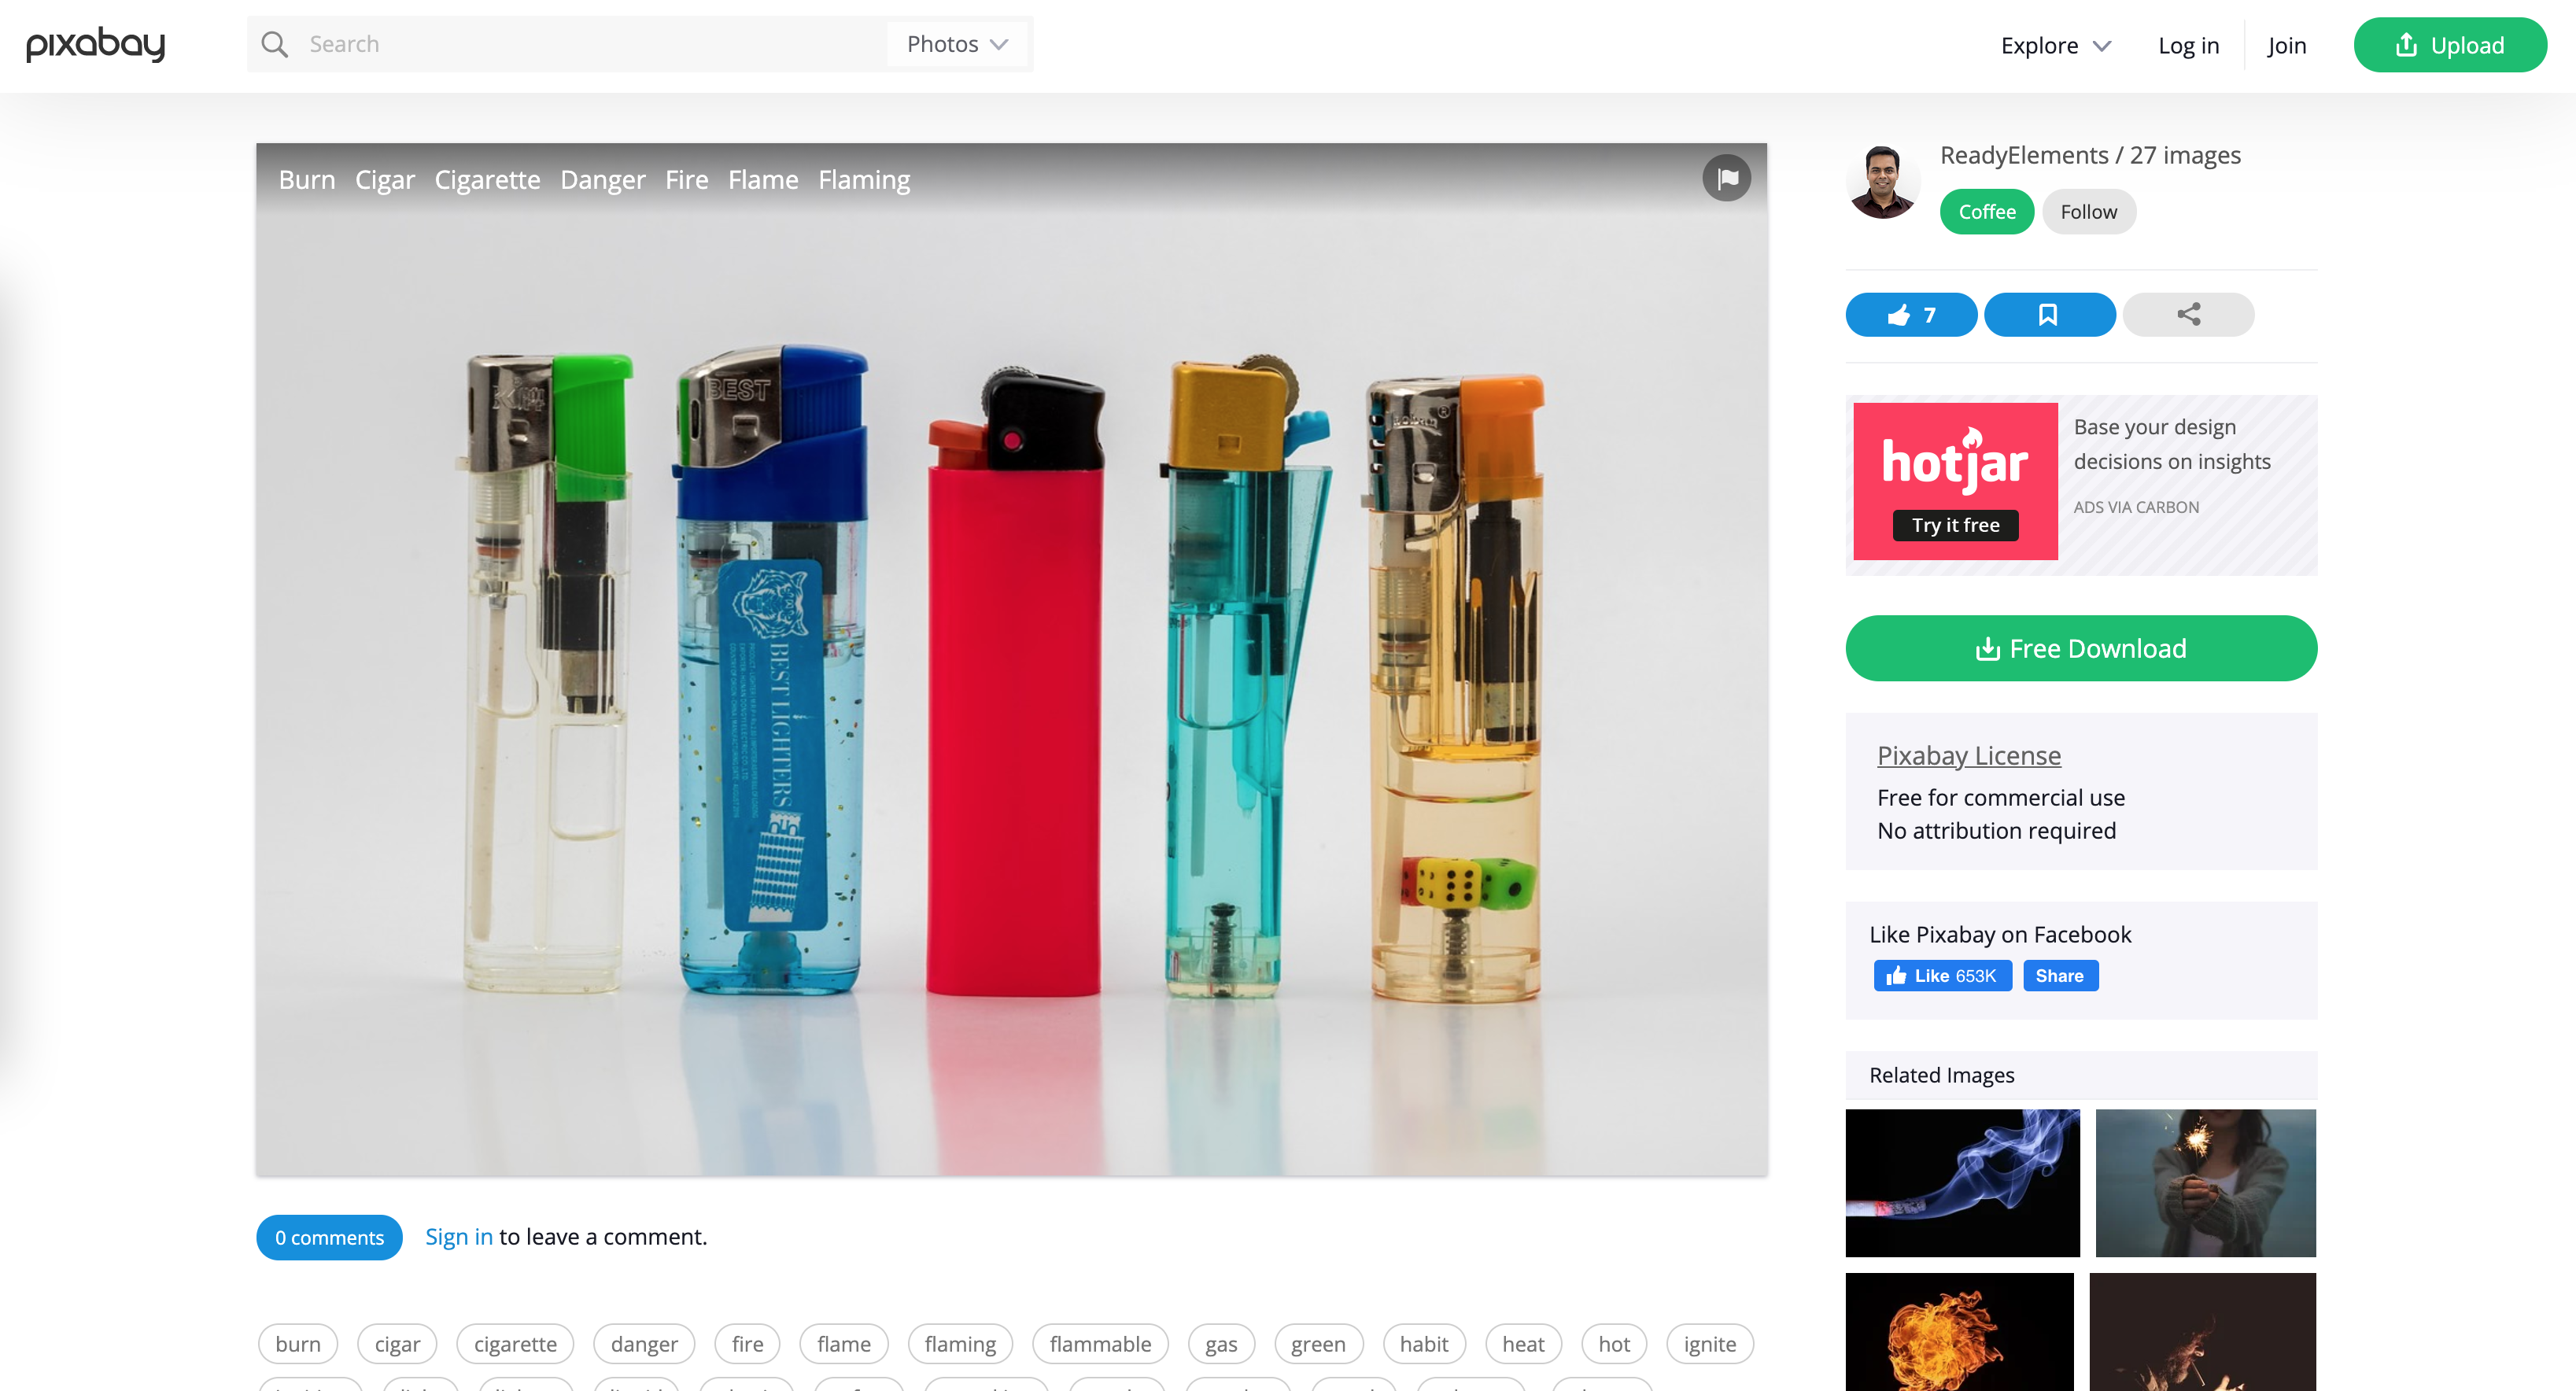 pixabay
Search
Photos
Explore
Log in
Join
Upload
Burn Cigar Cigarette Danger Fire Flame Flaming
BEST
BEST LIGHTERS
ReadyElements / 27 images
Coffee
Follow
7
hotjar
Try it free
Base your design
decisions on insights
ADS VIA CARBON
Free Download
Pixabay License
Free for commercial use
No attribution required
Like Pixabay on Facebook
Like 653K
Share
Related Images
0 comments
Sign in to leave a comment.
burn cigar cigarette danger fire flame flaming flammable gas green habit heat hot ignite